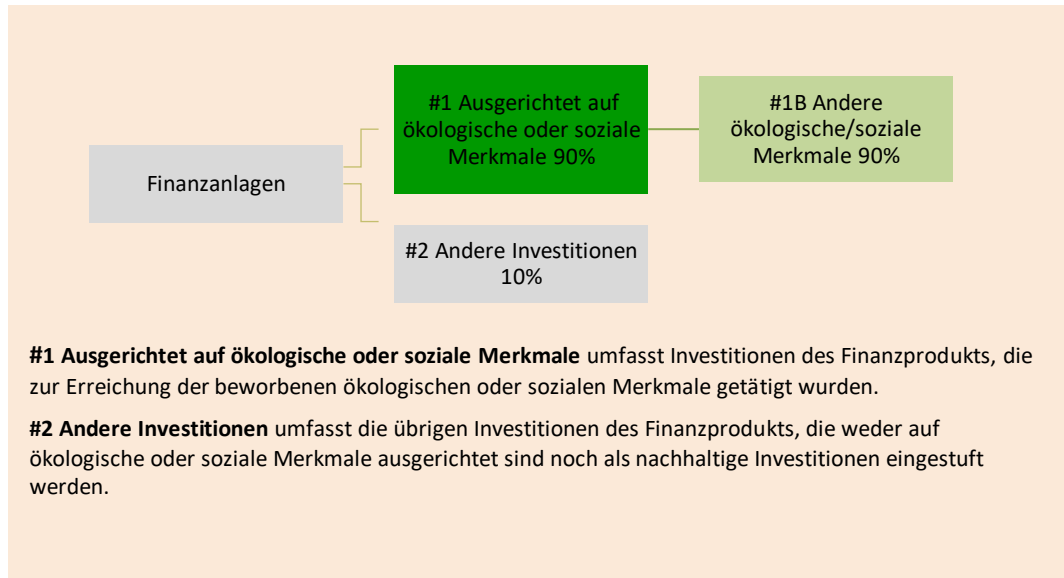 #1 Ausgerichtet auf
ökologische oder soziale
Merkmale 90%
#1B Andere
ökologische/soziale
Merkmale 90%
Finanzanlagen
#2 Andere Investitionen
10%
#1 Ausgerichtet auf ökologische oder soziale Merkmale umfasst Investitionen des Finanzprodukts, die
zur Erreichung der beworbenen ökologischen oder sozialen Merkmale getätigt wurden.
#2 Andere Investitionen umfasst die übrigen Investitionen des Finanzprodukts, die weder auf
ökologische oder soziale Merkmale ausgerichtet sind noch als nachhaltige Investitionen eingestuft
werden.